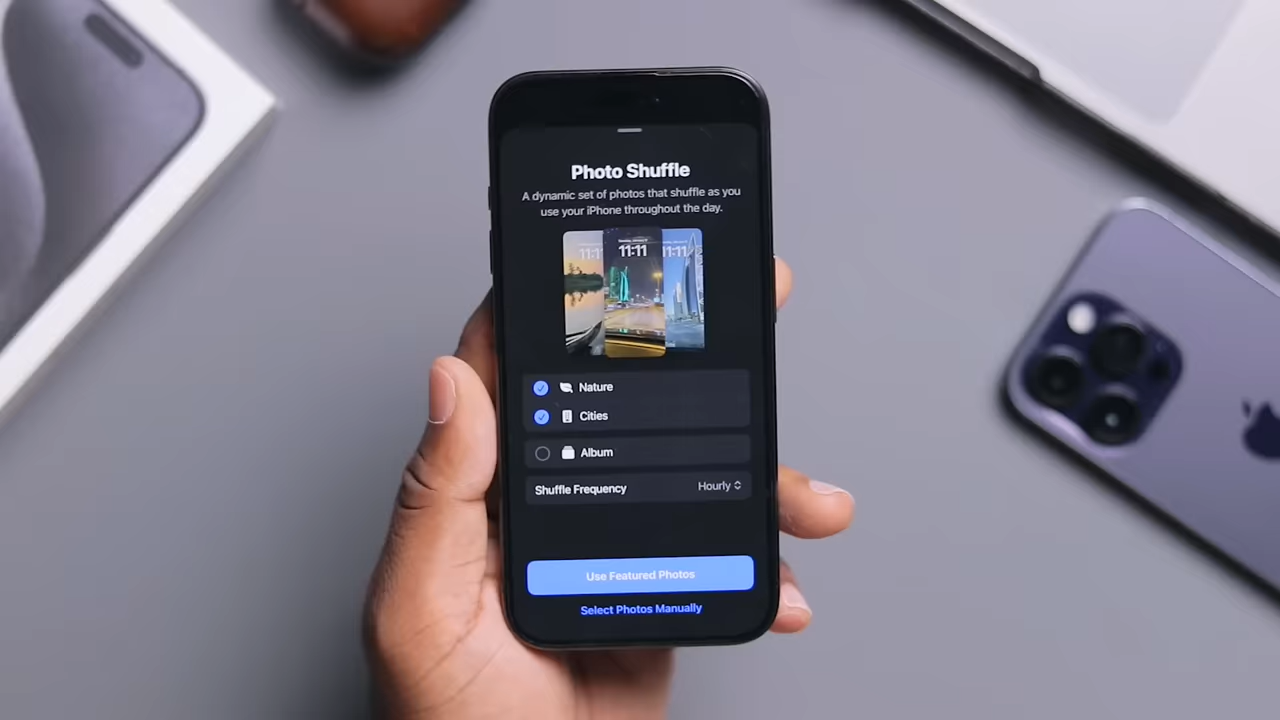 Photo Shuffle
A dynamic set of photos that shuffle as you
use your iPhone throughout the day.
11:11
11:11
11:11
Nature
Cities
Album
Shuffle Frequency
Hourly
Use Featured Photos
Select Photos Manually